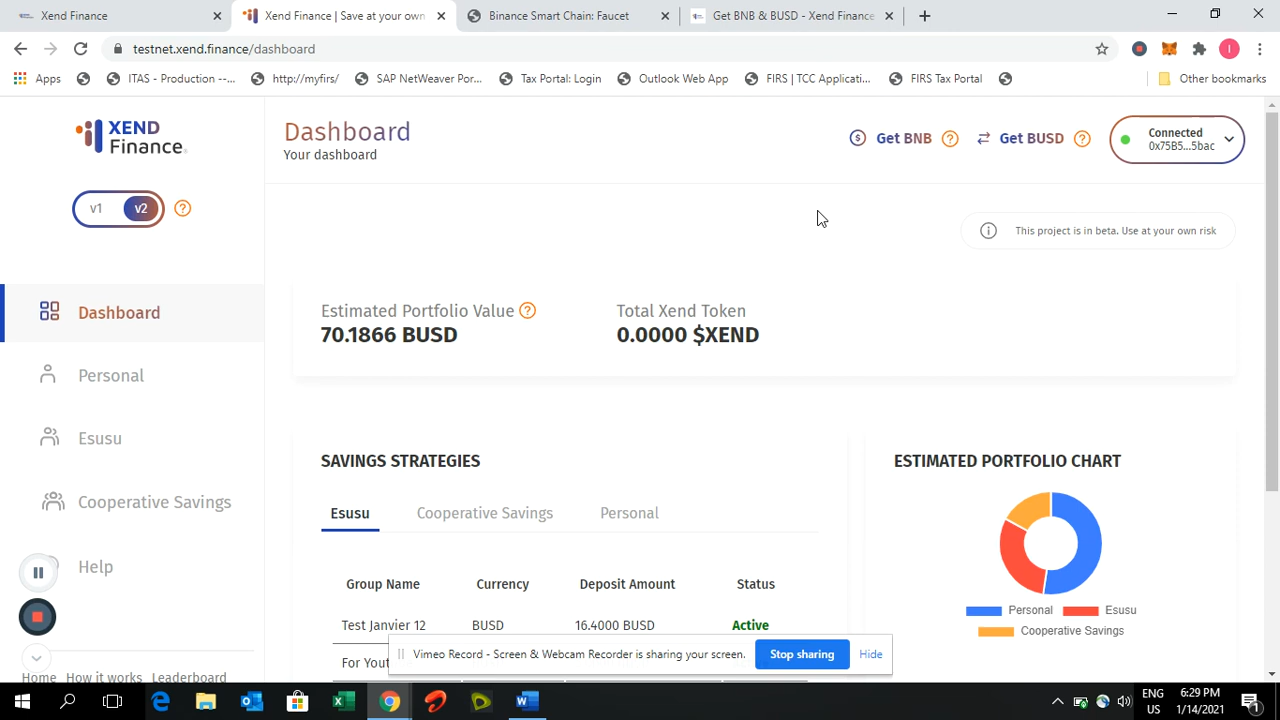 Xend Finance
Xend Finance | Save at your own
Binance Smart Chain: Faucet
Get BNB & BUSD - Xend Finance
testnet.xend.finance/dashboard
Apps
ITAS - Production --...
http://myfirs/
SAP NetWeaver Por...
Tax Portal: Login
Outlook Web App
FIRS | TCC Applicati...
FIRS Tax Portal
Other bookmarks
XEND
Finance
v1 v2
Dashboard
Your dashboard
Get BNB
Get BUSD
Connected
0x75B5...5bac
This project is in beta. Use at your own risk
Dashboard
Personal
Esusu
Cooperative Savings
Help
Home How it works Leaderboard
Estimated Portfolio Value
70.1866 BUSD
Total Xend Token
0.0000 $XEND
SAVINGS STRATEGIES
Esusu Cooperative Savings Personal
Group Name Currency Deposit Amount Status
Test Janvier 12 BUSD 16.4000 BUSD Active
For Yout
ESTIMATED PORTFOLIO CHART
Personal Esusu
Cooperative Savings
Vimeo Record - Screen & Webcam Recorder is sharing your screen.
Stop sharing
Hide
ENG
US
6:29 PM
1/14/2021
1